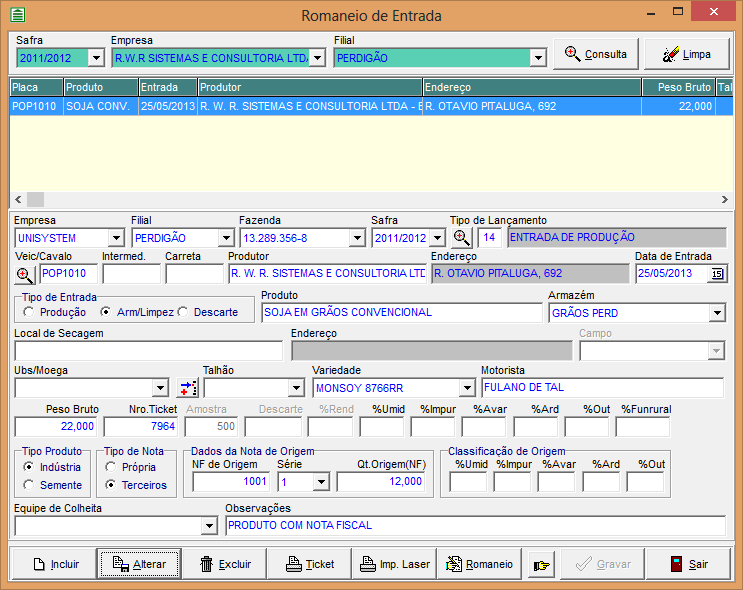 Romaneio de Entrada
Safra Empresa Filial
2011/2012 R.W.R SISTEMAS E CONSULTORIA LTD PERDIGÃO Consulta Limpa
Placa Produto Entrada Produtor Endereço Peso Bruto Tal
POP1010 SOJA CONV. 25/05/2013 R. W. R. SISTEMAS E CONSULTORIA LTDA - E R. OTAVIO PITALUGA, 692 22,000
Empresa Filial Fazenda Safra Tipo de Lançamento
UNISYSTEM PERDIGÃO 13.289.356-8 2011/2012 14 ENTRADA DE PRODUÇÃO
Veic/Cavalo Intermed. Carreta Produtor Endereço Data de Entrada
POP1010 R. W. R. SISTEMAS E CONSULTORIA LTD R. OTAVIO PITALUGA, 692 25/05/2013 15
Tipo de Entrada Produto Armazém
Produção Arm/Limpez Descarte SOJA EM GRÃOS CONVENCIONAL GRÃOS PERD
Local de Secagem Endereço Campo
Ubs/Moega Talhão Variedade Motorista
MONSOY 8766RR FULANO DE TAL
Peso Bruto Nro.Ticket Amostra Descarte %Rend %Umid %Impur %Avar %Ard %Out %Funrural
22,000 7964 500
Tipo Produto Tipo de Nota Dados da Nota de Origem Classificação de Origem
Indústria Própria NF de Origem Série Qt.Origem(NF) %Umid %Impur %Avar %Ard %Out
Semente Terceiros 1001 1 12,000
Equipe de Colheita Observações
PRODUTO COM NOTA FISCAL
Incluir Alterar Excluir Ticket Imp. Laser Romaneio Gravar Sair